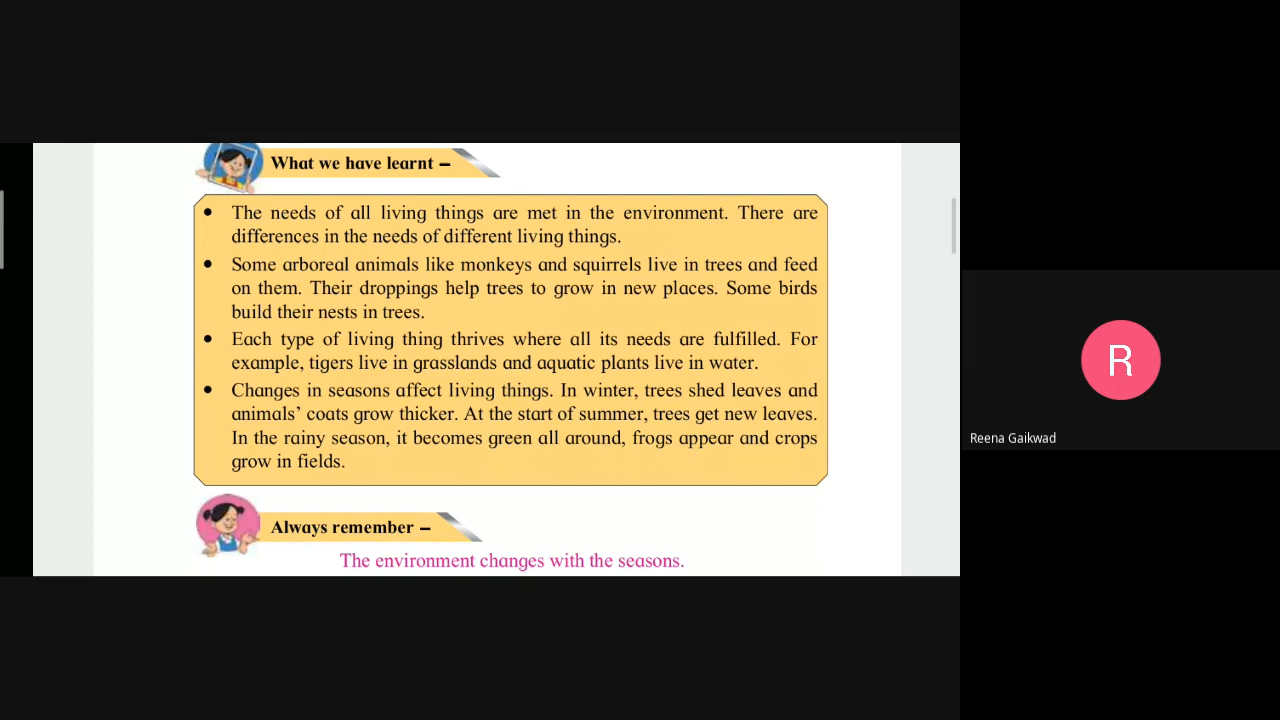 What we have learnt –
• The needs of all living things are met in the environment. There are
differences in the needs of different living things.
• Some arboreal animals like monkeys and squirrels live in trees and feed
on them. Their droppings help trees to grow in new places. Some birds
build their nests in trees.
• Each type of living thing thrives where all its needs are fulfilled. For
example, tigers live in grasslands and aquatic plants live in water.
• Changes in seasons affect living things. In winter, trees shed leaves and
animals’ coats grow thicker. At the start of summer, trees get new leaves.
In the rainy season, it becomes green all around, frogs appear and crops
grow in fields.
Always remember –
The environment changes with the seasons.
R
Reena Gaikwad